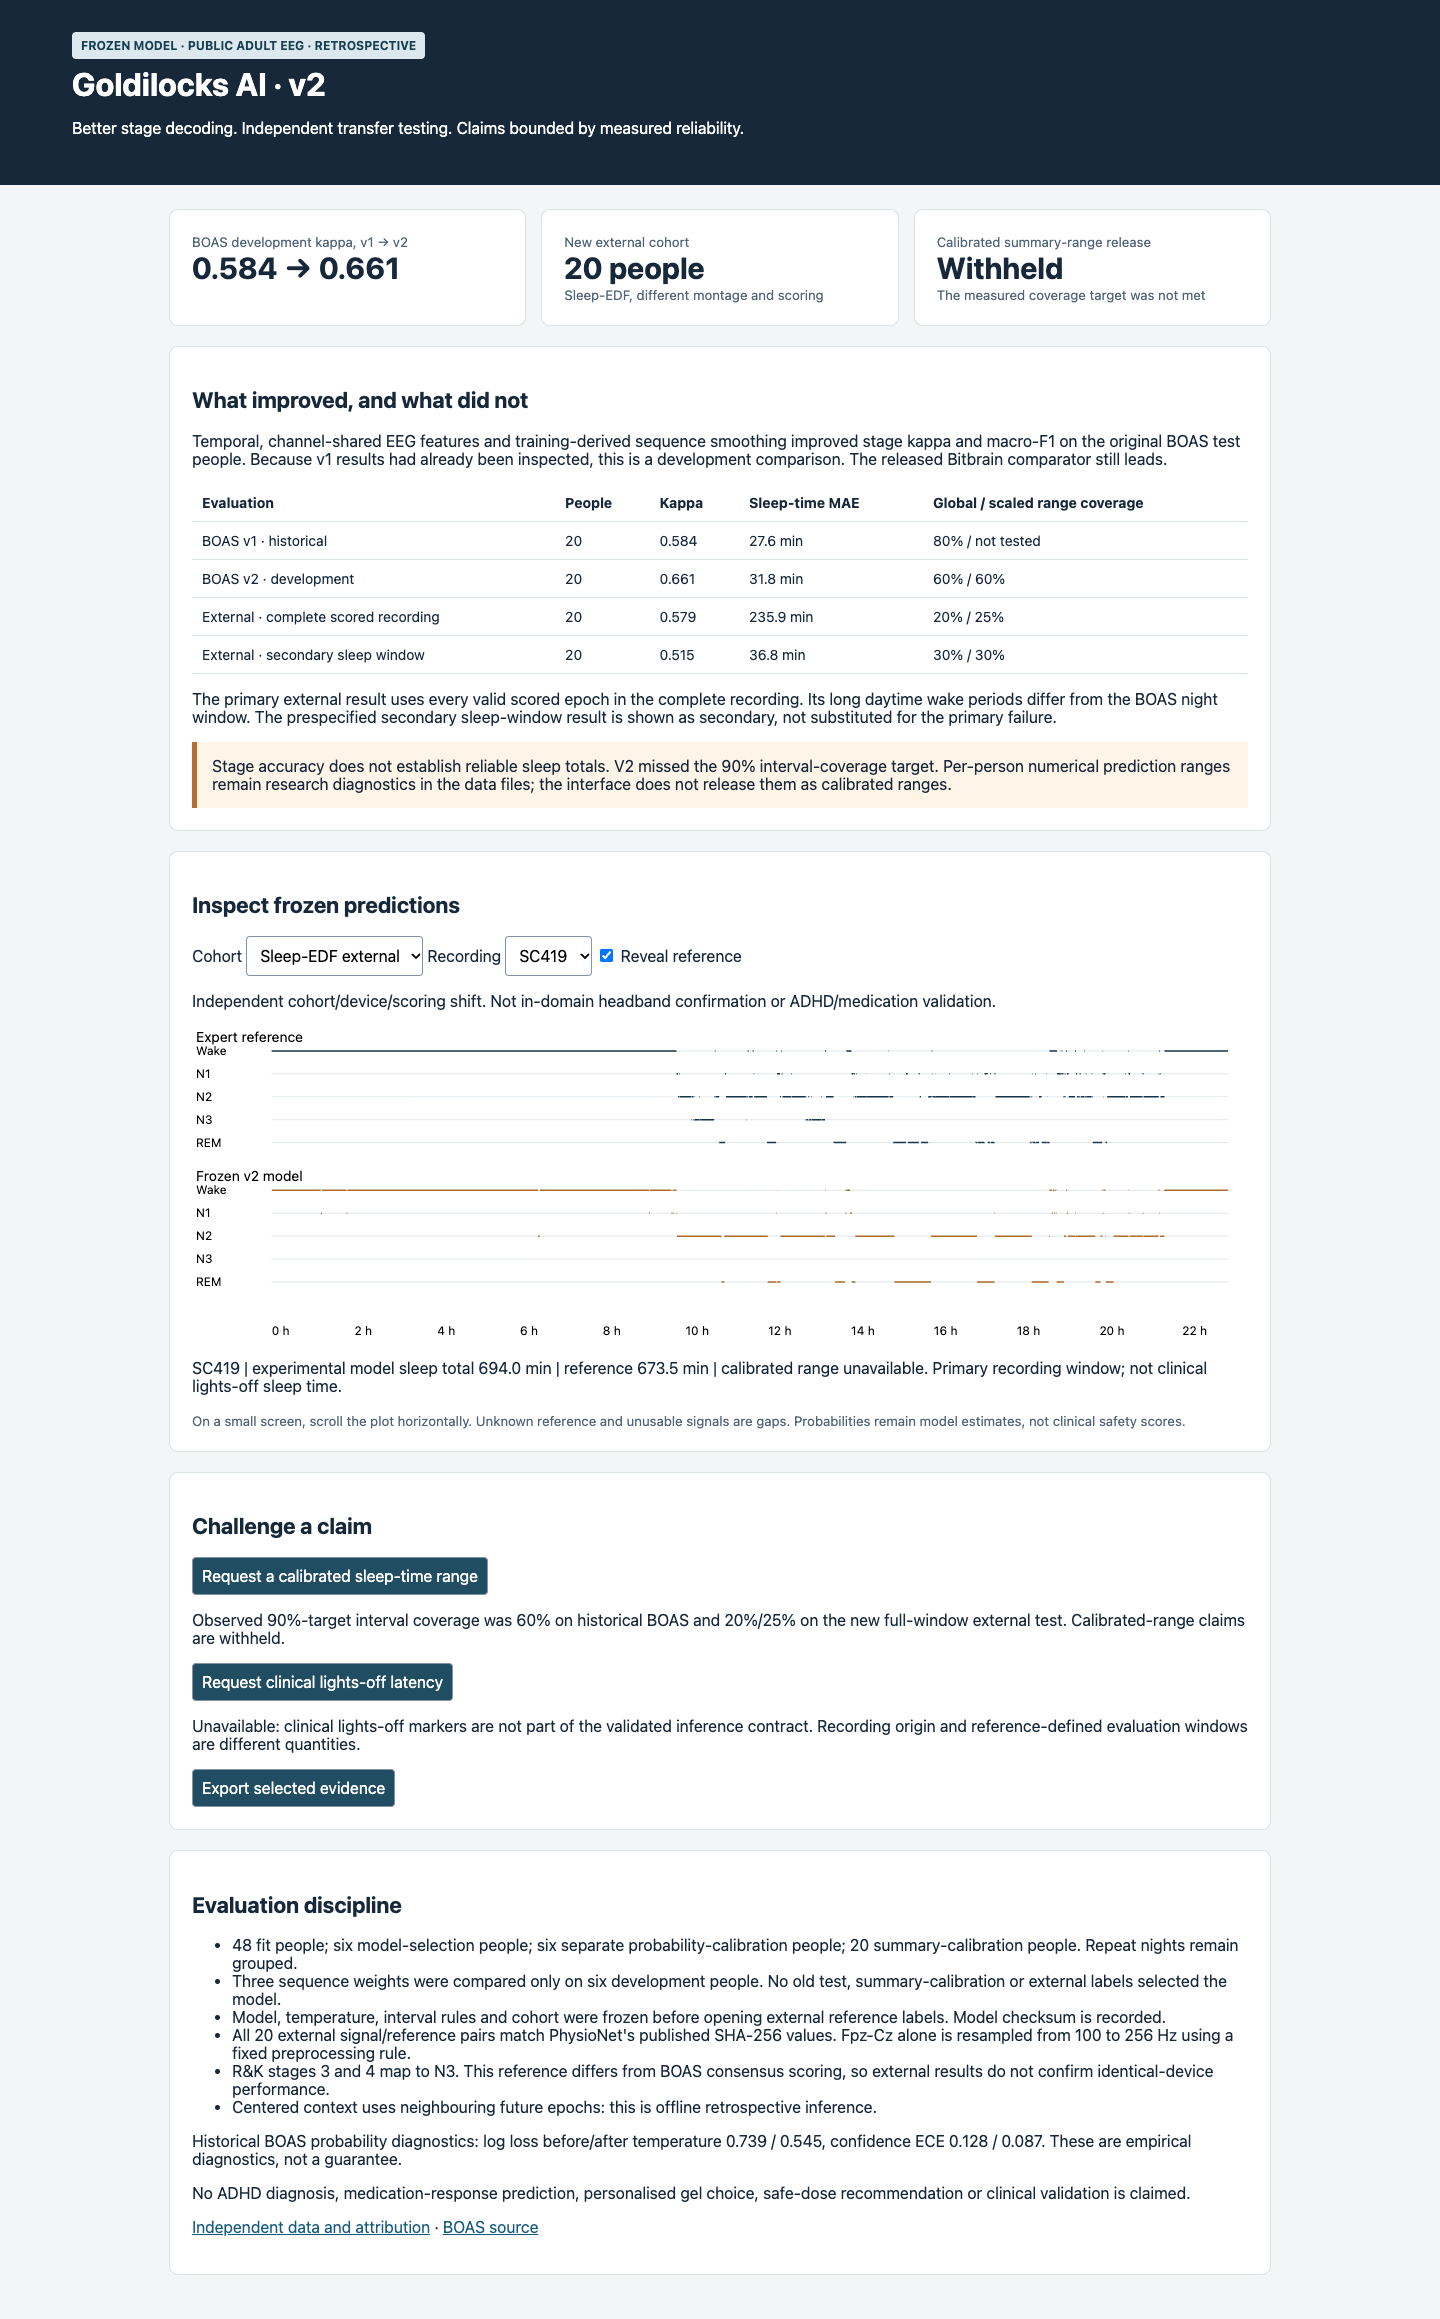 FROZEN MODEL · PUBLIC ADULT EEG · RETROSPECTIVE
Goldilocks AI · v2
Better stage decoding. Independent transfer testing. Claims bounded by measured reliability.
BOAS development kappa, v1 → v2
0.584 → 0.661
New external cohort
20 people
Sleep-EDF, different montage and scoring
Calibrated summary-range release
Withheld
The measured coverage target was not met
What improved, and what did not
Temporal, channel-shared EEG features and training-derived sequence smoothing improved stage kappa and macro-F1 on the original BOAS test
people. Because v1 results had already been inspected, this is a development comparison. The released Bitbrain comparator still leads.
Evaluation People Kappa Sleep-time MAE Global / scaled range coverage
BOAS v1 · historical 20 0.584 27.6 min 80% / not tested
BOAS v2 · development 20 0.661 31.8 min 60% / 60%
External · complete scored recording 20 0.579 235.9 min 20% / 25%
External · secondary sleep window 20 0.515 36.8 min 30% / 30%
The primary external result uses every valid scored epoch in the complete recording. Its long daytime wake periods differ from the BOAS night
window. The prespecified secondary sleep-window result is shown as secondary, not substituted for the primary failure.
Stage accuracy does not establish reliable sleep totals. V2 missed the 90% interval-coverage target. Per-person numerical prediction ranges
remain research diagnostics in the data files; the interface does not release them as calibrated ranges.
Inspect frozen predictions
Cohort Sleep-EDF external Recording SC419 Reveal reference
Independent cohort/device/scoring shift. Not in-domain headband confirmation or ADHD/medication validation.
Expert reference
Wake
N1
N2
N3
REM
Frozen v2 model
Wake
N1
N2
N3
REM
0 h 2 h 4 h 6 h 8 h 10 h 12 h 14 h 16 h 18 h 20 h 22 h
SC419 | experimental model sleep total 694.0 min | reference 673.5 min | calibrated range unavailable. Primary recording window; not clinical
lights-off sleep time.
On a small screen, scroll the plot horizontally. Unknown reference and unusable signals are gaps. Probabilities remain model estimates, not clinical safety scores.
Challenge a claim
Request a calibrated sleep-time range
Observed 90%-target interval coverage was 60% on historical BOAS and 20%/25% on the new full-window external test. Calibrated-range claims
are withheld.
Request clinical lights-off latency
Unavailable: clinical lights-off markers are not part of the validated inference contract. Recording origin and reference-defined evaluation windows
are different quantities.
Export selected evidence
Evaluation discipline
• 48 fit people; six model-selection people; six separate probability-calibration people; 20 summary-calibration people. Repeat nights remain
grouped.
• Three sequence weights were compared only on six development people. No old test, summary-calibration or external labels selected the
model.
• Model, temperature, interval rules and cohort were frozen before opening external reference labels. Model checksum is recorded.
• All 20 external signal/reference pairs match PhysioNet's published SHA-256 values. Fpz-Cz alone is resampled from 100 to 256 Hz using a
fixed preprocessing rule.
• R&K stages 3 and 4 map to N3. This reference differs from BOAS consensus scoring, so external results do not confirm identical-device
performance.
• Centered context uses neighbouring future epochs: this is offline retrospective inference.
Historical BOAS probability diagnostics: log loss before/after temperature 0.739 / 0.545, confidence ECE 0.128 / 0.087. These are empirical
diagnostics, not a guarantee.
No ADHD diagnosis, medication-response prediction, personalised gel choice, safe-dose recommendation or clinical validation is claimed.
Independent data and attribution · BOAS source